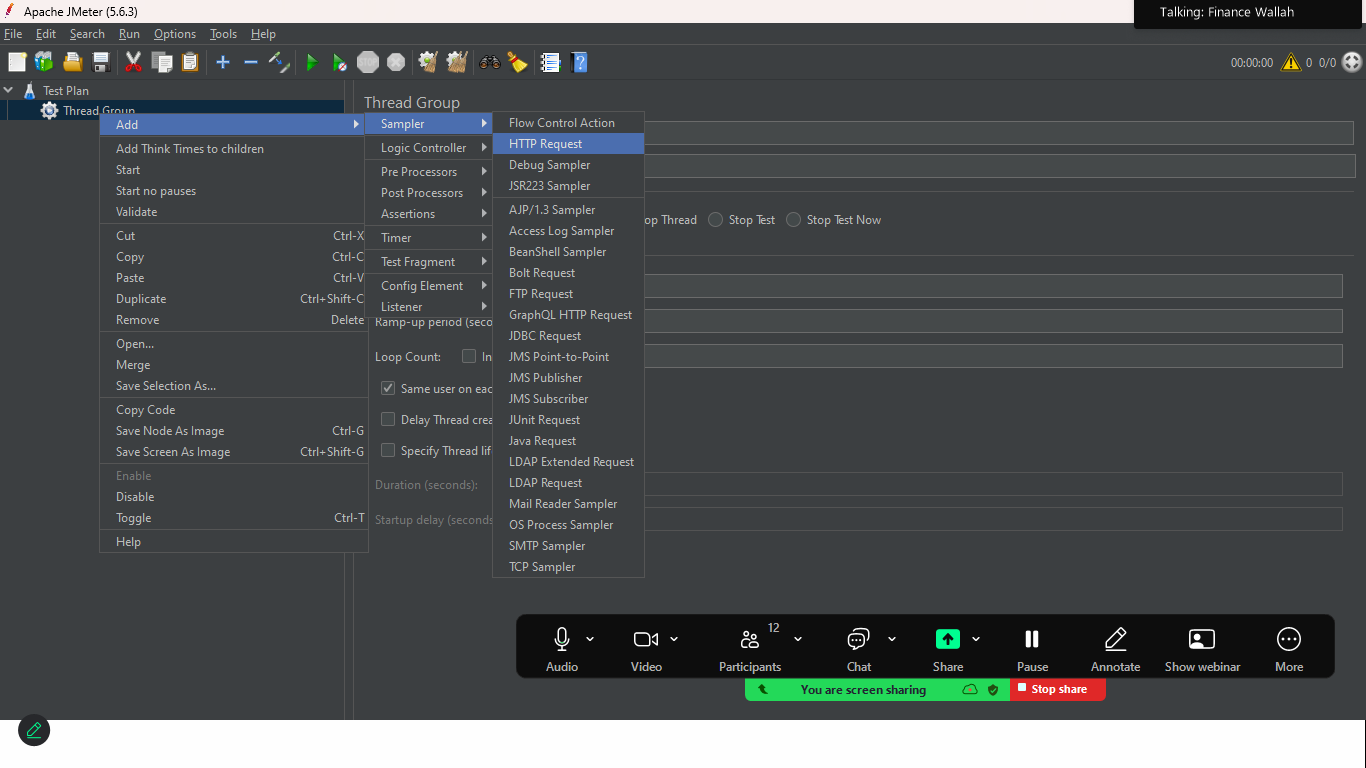 Apache JMeter (5.6.3)
Talking: Finance Wallah
File Edit Search Run Options Tools Help
00:00:00 0 0/0
Test Plan
Thread Group
Thread Group
Add
Add Think Times to children
Start
Start no pauses
Validate
Cut Ctrl-X
Copy Ctrl-C
Paste Ctrl-V
Duplicate Ctrl+Shift-C
Remove Delete
Open...
Merge
Save Selection As...
Copy Code
Save Node As Image Ctrl-G
Save Screen As Image Ctrl+Shift-G
Enable
Disable
Toggle Ctrl-T
Help
Sampler
Logic Controller
Pre Processors
Post Processors
Assertions
Timer
Test Fragment
Config Element
Listener
Flow Control Action
HTTP Request
Debug Sampler
JSR223 Sampler
AJP/1.3 Sampler
Access Log Sampler
BeanShell Sampler
Bolt Request
FTP Request
GraphQL HTTP Request
JDBC Request
JMS Point-to-Point
JMS Publisher
JMS Subscriber
JUnit Request
Java Request
LDAP Extended Request
LDAP Request
Mail Reader Sampler
OS Process Sampler
SMTP Sampler
TCP Sampler
op Thread Stop Test Stop Test Now
Ramp-up period (seco
Loop Count: In
Same user on eac
Delay Thread crea
Specify Thread lif
Duration (seconds):
Startup delay (seconds
12
Audio Video Participants Chat Share Pause Annotate Show webinar More
You are screen sharing Stop share